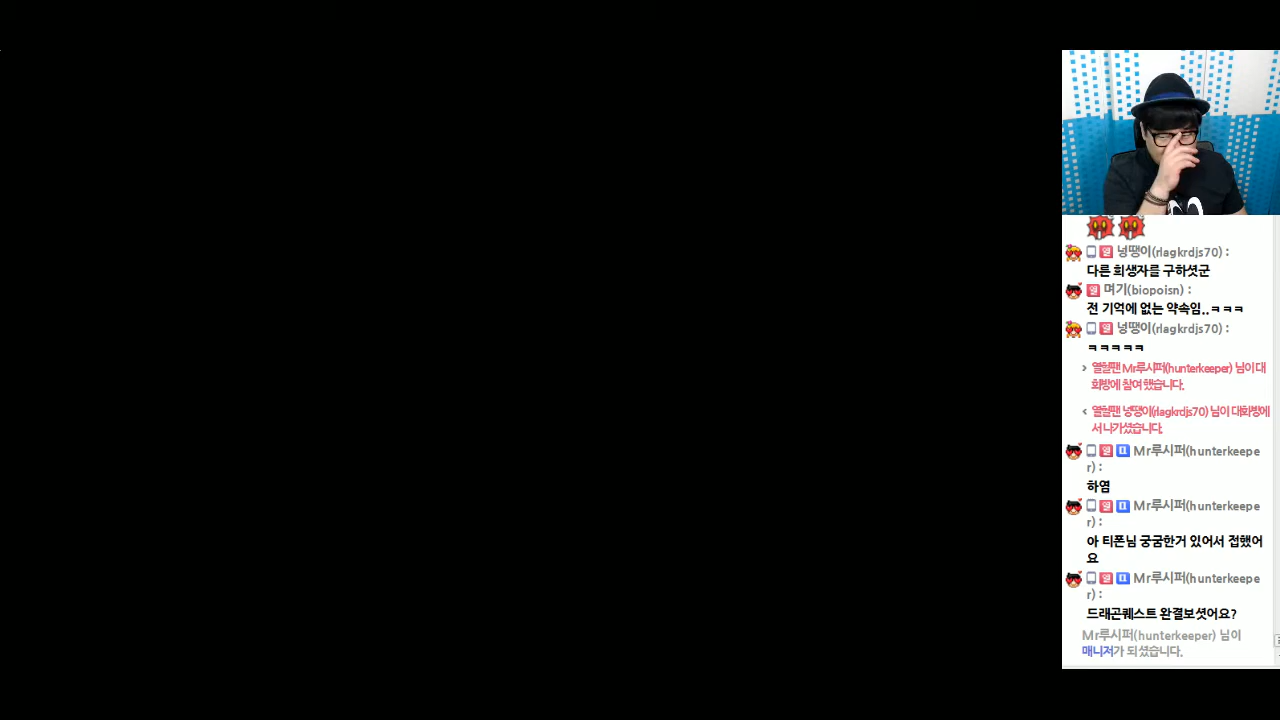 열 넝땡이(rlagkrdjs70) :
다른 희생자를 구하셧군
열 며기(biopoisn) :
전 기억에 없는 약속임..ㅋㅋㅋ
열 넝땡이(rlagkrdjs70) :
ㅋㅋㅋㅋㅋ
열혈팬 Mr루시퍼(hunterkeeper) 님이 대
화방에 참여했습니다.
열혈팬 넝땡이(rlagkrdjs70) 님이 대화방에
서 나가셨습니다.
열 Mr루시퍼(hunterkeepe
r) :
하염
열 Mr루시퍼(hunterkeepe
r) :
아 티폰님 궁굼한거 있어서 접했어
요
열 Mr루시퍼(hunterkeepe
r) :
드래곤퀘스트 완결보셧어요?
Mr루시퍼(hunterkeeper) 님이
매니저가 되셨습니다.